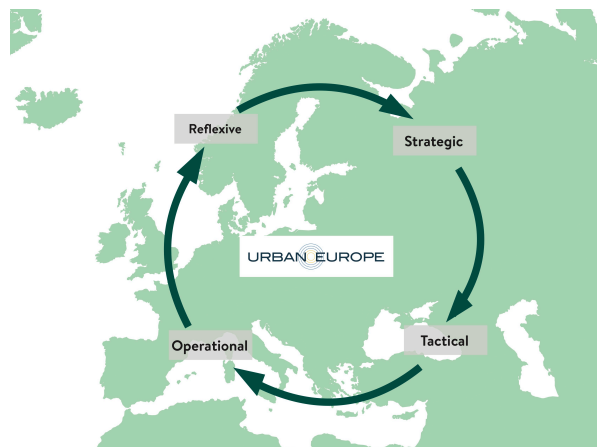 Reflexive
Strategic
URBAN EUROPE
Operational
Tactical